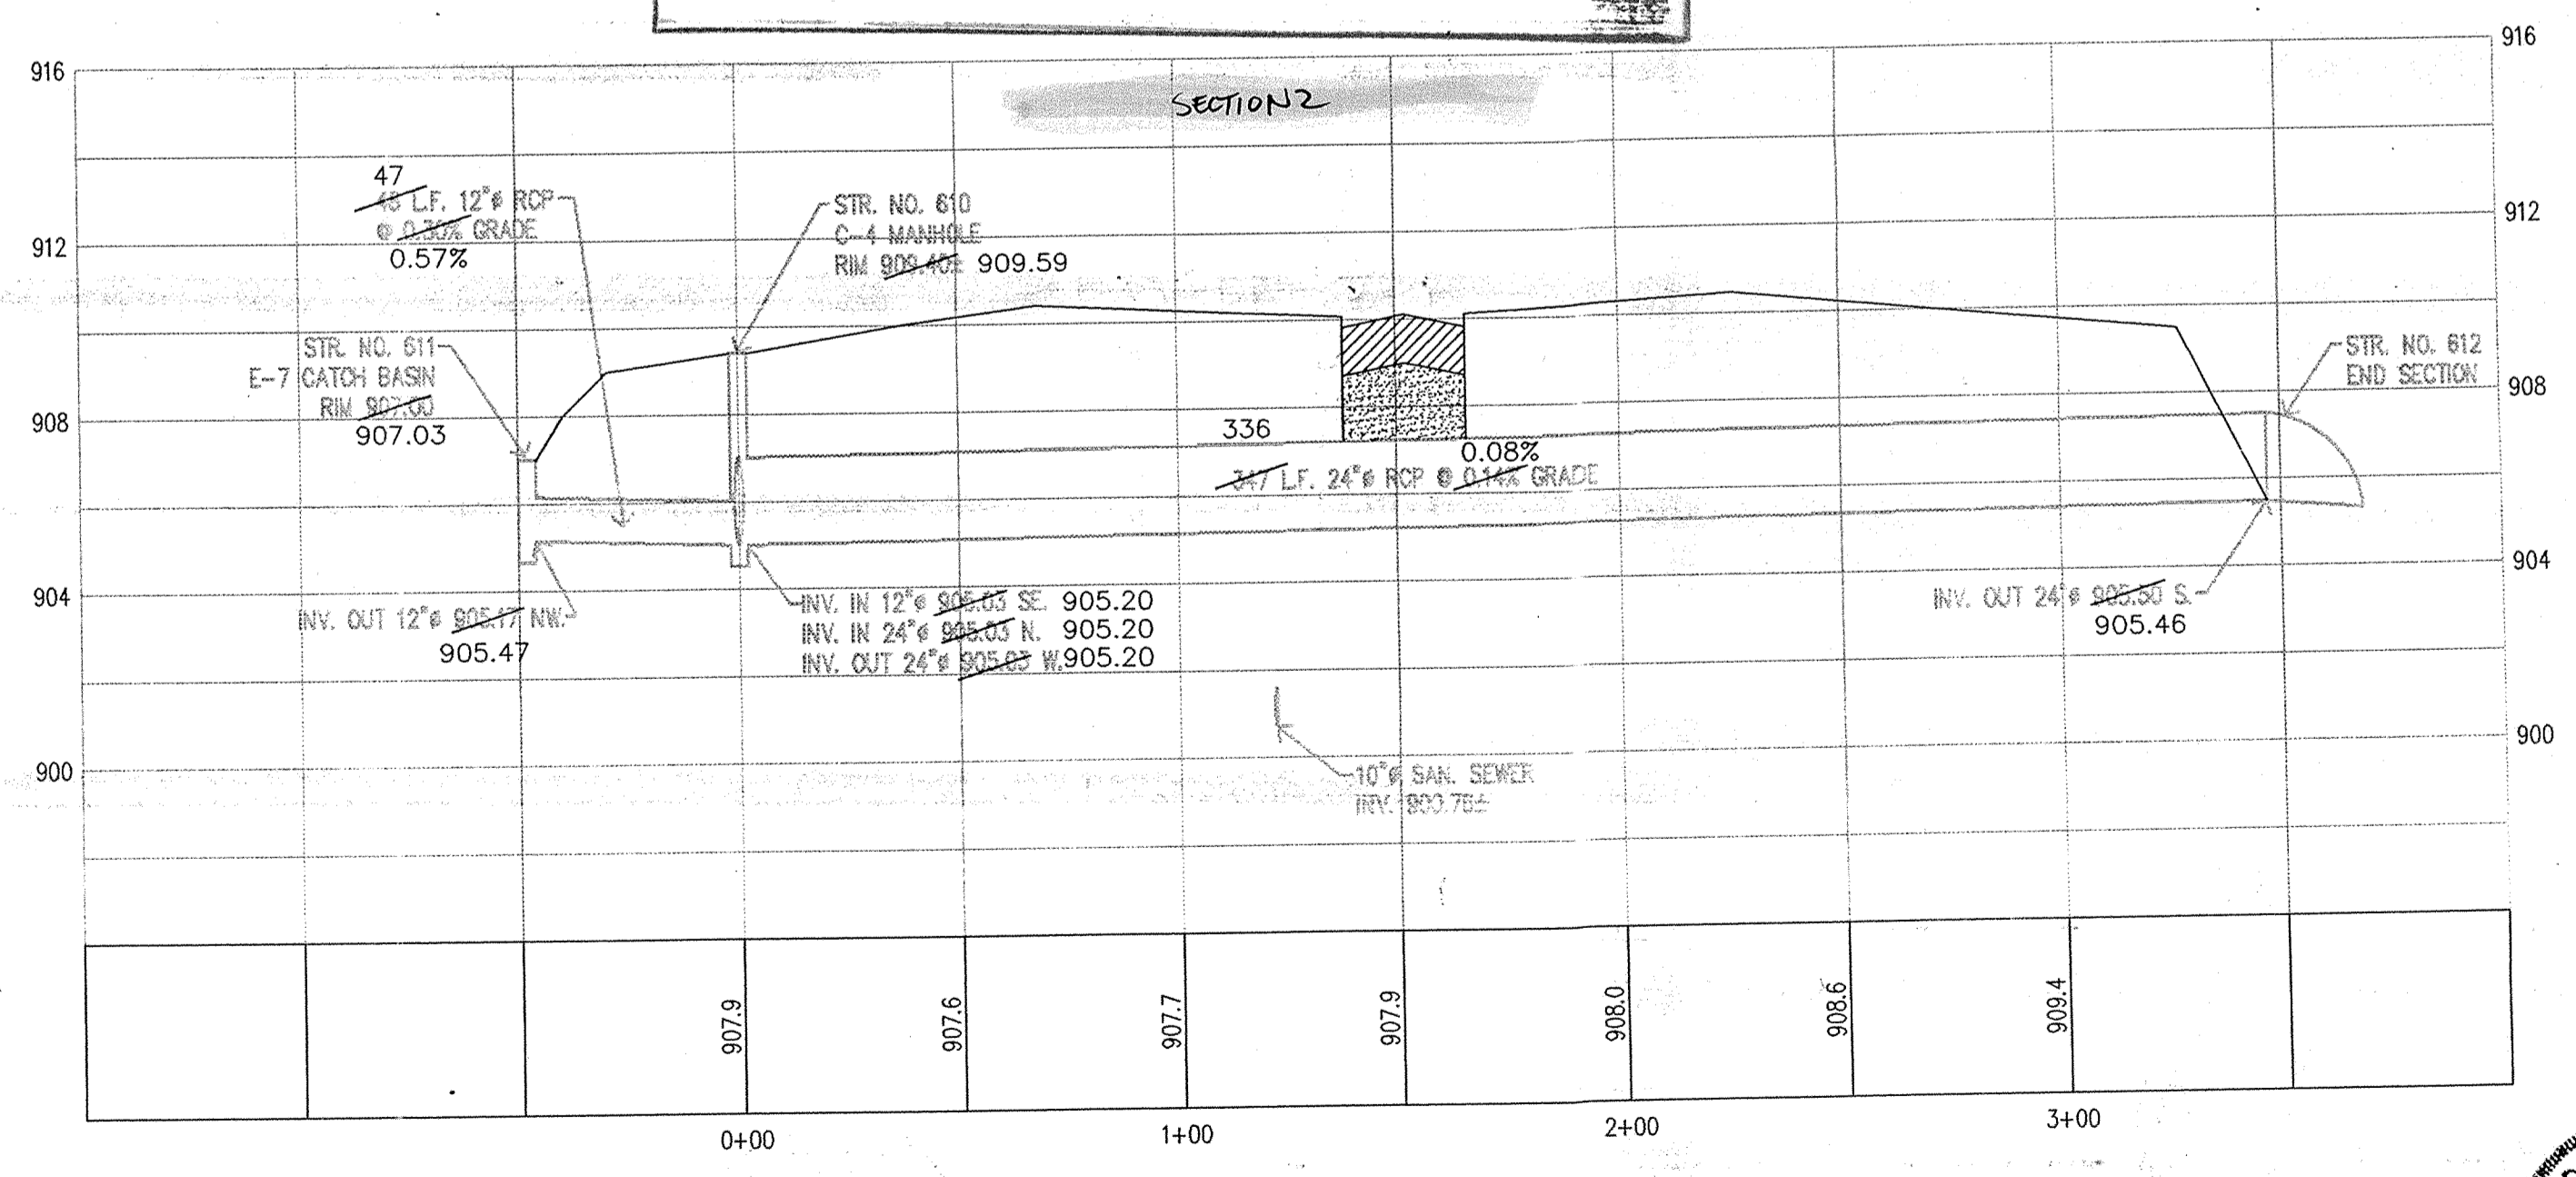 SECTION 2
916
916
47
48 L.F. 12"ø RCP
@ 0.30% GRADE
0.57%
912
912
STR. NO. 610
C-4 MANHOLE
RIM 909.40± 909.59
STR. NO. 611
E-7 CATCH BASIN
RIM 907.00
907.03
908
908
STR. NO. 612
END SECTION
336
0.08%
347 L.F. 24"ø RCP @ 0.14% GRADE
904
904
INV. OUT 12"ø 905.17 NW.
905.47
INV. IN 12"ø 905.03 SE. 905.20
INV. IN 24"ø 905.03 N. 905.20
INV. OUT 24"ø 905.03 W. 905.20
INV. OUT 24"ø 905.50 S.
905.46
900
900
10"ø SAN. SEWER
INV. 900.76±
907.9
907.6
907.7
907.9
908.0
908.6
909.4
0+00
1+00
2+00
3+00